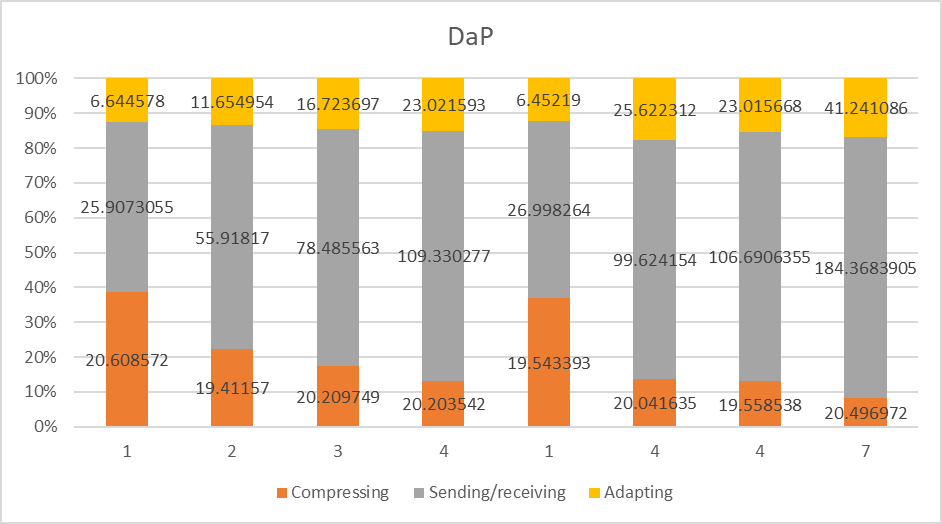 DaP
100%
90%
80%
70%
60%
50%
40%
30%
20%
10%
0%
6.644578 11.654954 16.723697 23.021593 6.45219 25.622312 23.015668 41.241086
25.9073055 55.91817 78.485563 109.330277 26.998264 99.624154 106.6906355 184.3683905
20.608572 19.41157 20.209749 20.203542 19.543393 20.041635 19.558538 20.496972
1 2 3 4 1 4 4 7
Compressing Sending/receiving Adapting